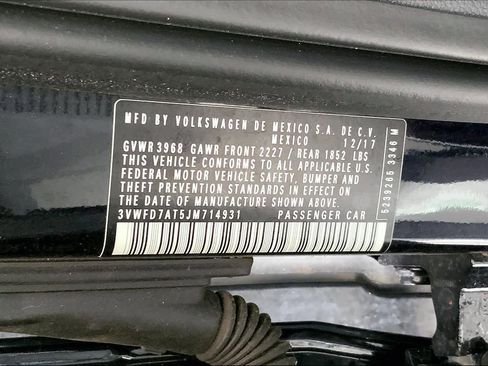 MFD BY VOLKSWAGEN DE MEXICO S.A. DE C.V.
MEXICO 12/17
GVWR 3968 GAWR FRONT 2227 / REAR 1852 LBS
THIS VEHICLE CONFORMS TO ALL APPLICABLE U.S.
FEDERAL MOTOR VEHICLE SAFETY, BUMPER AND
THEFT PREVENTION STANDARDS IN EFFECT ON
THE DATE OF MANUFACTURE SHOWN ABOVE.
3VWFD7AT5JM714931 PASSENGER CAR
5239265 3346 M